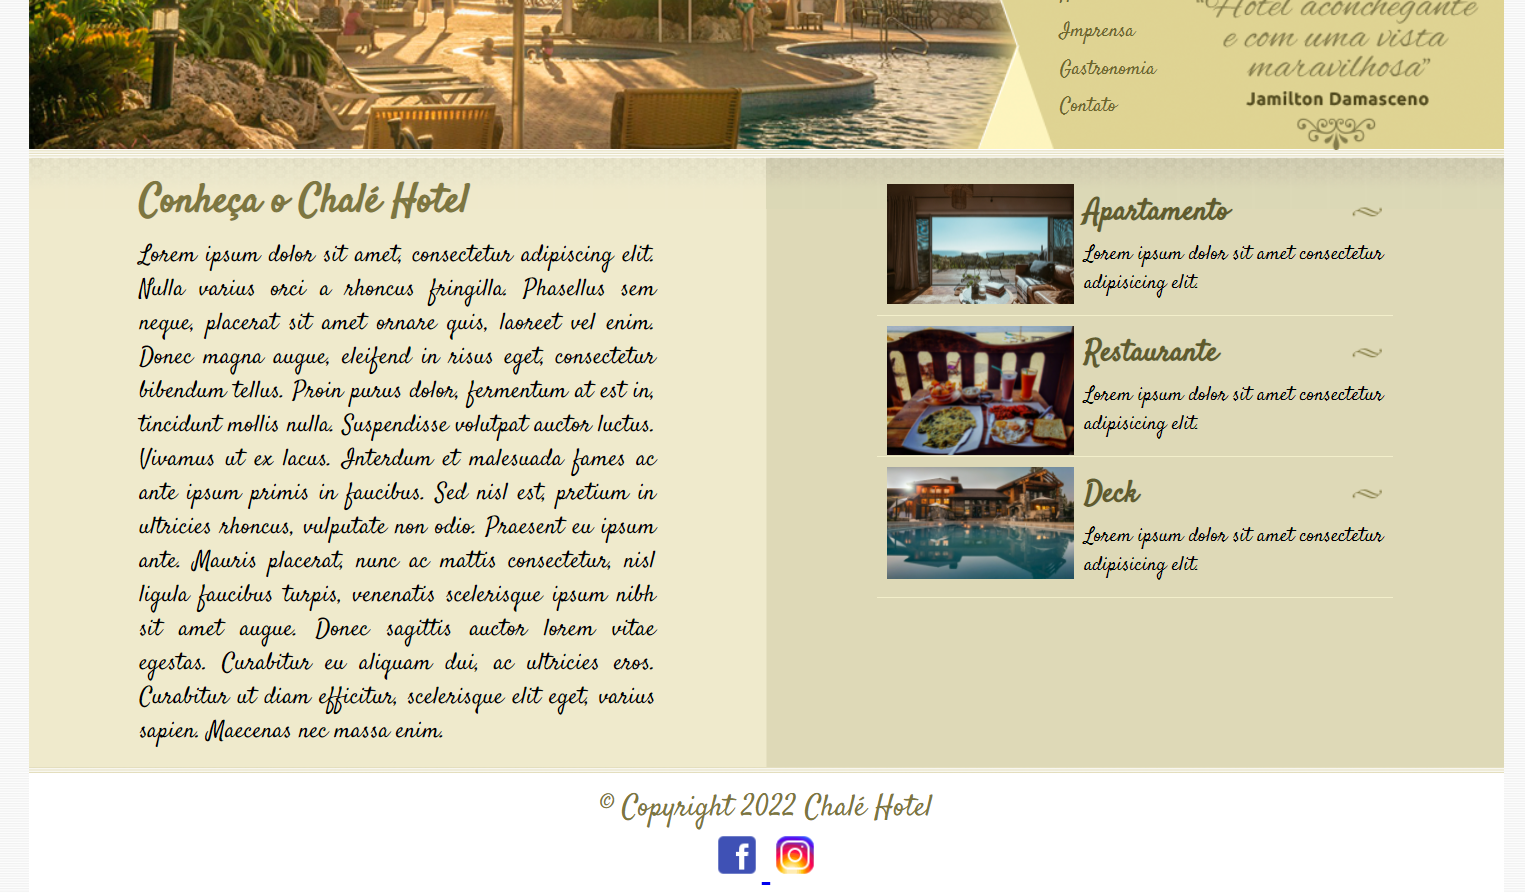 Imprensa
Gastronomia
Contato
“Hotel aconchegante
e com uma vista
maravilhosa”
Jamilton Damasceno
Conheça o Chalé Hotel
Lorem ipsum dolor sit amet, consectetur adipiscing elit.
Nulla varius orci a rhoncus fringilla. Phasellus sem
neque, placerat sit amet ornare quis, laoreet vel enim.
Donec magna augue, eleifend in risus eget, consectetur
bibendum tellus. Proin purus dolor, fermentum at est in,
tincidunt mollis nulla. Suspendisse volutpat auctor luctus.
Vivamus ut ex lacus. Interdum et malesuada fames ac
ante ipsum primis in faucibus. Sed nisl est, pretium in
ultricies rhoncus, vulputate non odio. Praesent eu ipsum
ante. Mauris placerat, nunc ac mattis consectetur, nisl
ligula faucibus turpis, venenatis scelerisque ipsum nibh
sit amet augue. Donec sagittis auctor lorem vitae
egestas. Curabitur eu aliquam dui, ac ultricies eros.
Curabitur ut diam efficitur, scelerisque elit eget, varius
sapien. Maecenas nec massa enim.
Apartamento
Lorem ipsum dolor sit amet consectetur
adipisicing elit.
Restaurante
Lorem ipsum dolor sit amet consectetur
adipisicing elit.
Deck
Lorem ipsum dolor sit amet consectetur
adipisicing elit.
© Copyright 2022 Chalé Hotel